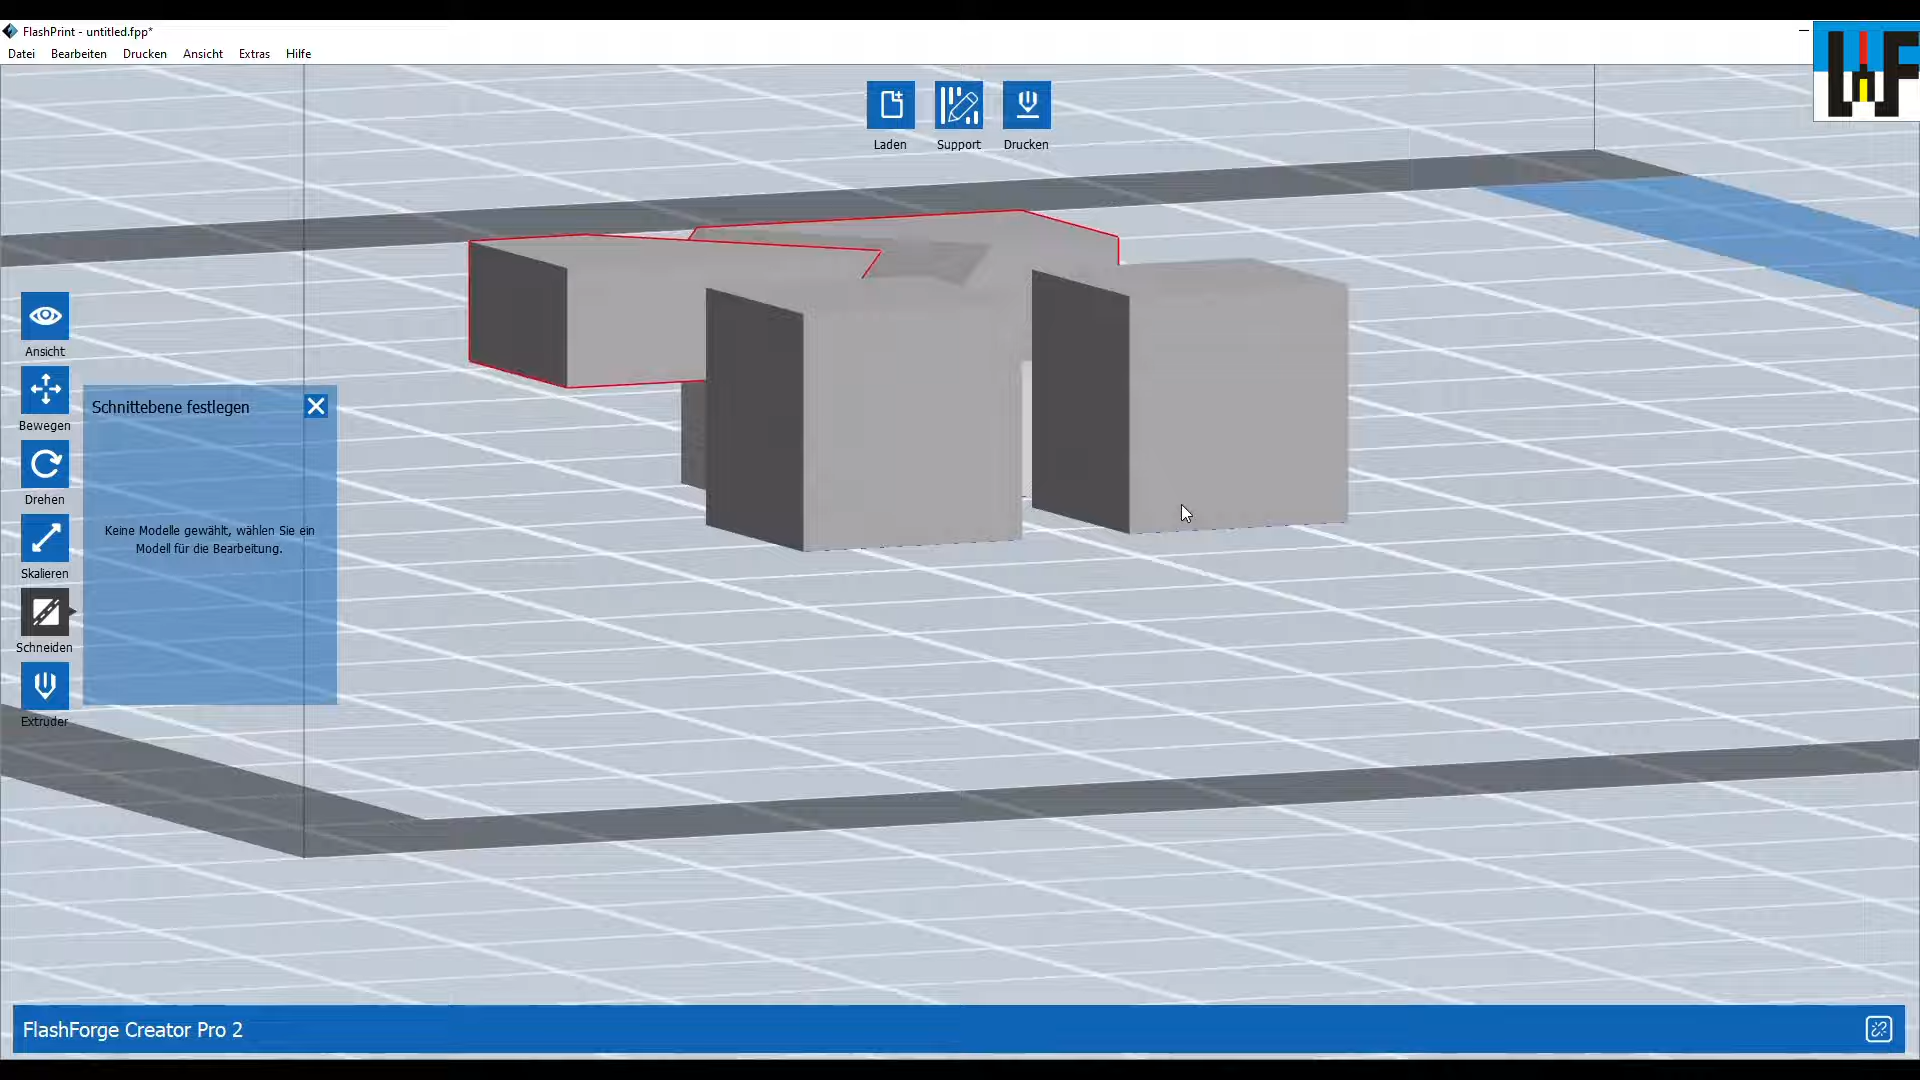 FlashPrint - untitled.fpp*
Datei Bearbeiten Drucken Ansicht Extras Hilfe
WF
Laden Support Drucken
Ansicht
Bewegen
Schnittebene festlegen
Drehen
Keine Modelle gewählt, wählen Sie ein
Modell für die Bearbeitung.
Skalieren
Schneiden
Extruder
FlashForge Creator Pro 2